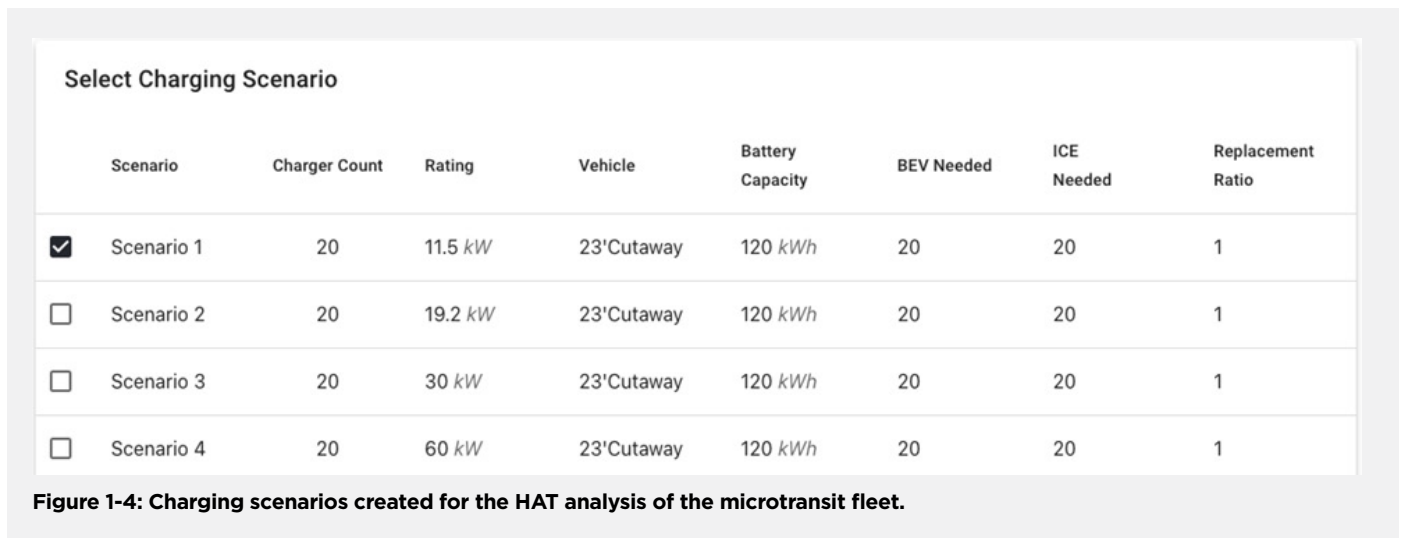 Select Charging Scenario
Scenario Charger Count Rating Vehicle Battery Capacity BEV Needed ICE Needed Replacement Ratio
Scenario 1 20 11.5 kW 23'Cutaway 120 kWh 20 20 1
Scenario 2 20 19.2 kW 23'Cutaway 120 kWh 20 20 1
Scenario 3 20 30 kW 23'Cutaway 120 kWh 20 20 1
Scenario 4 20 60 kW 23'Cutaway 120 kWh 20 20 1
Figure 1-4: Charging scenarios created for the HAT analysis of the microtransit fleet.